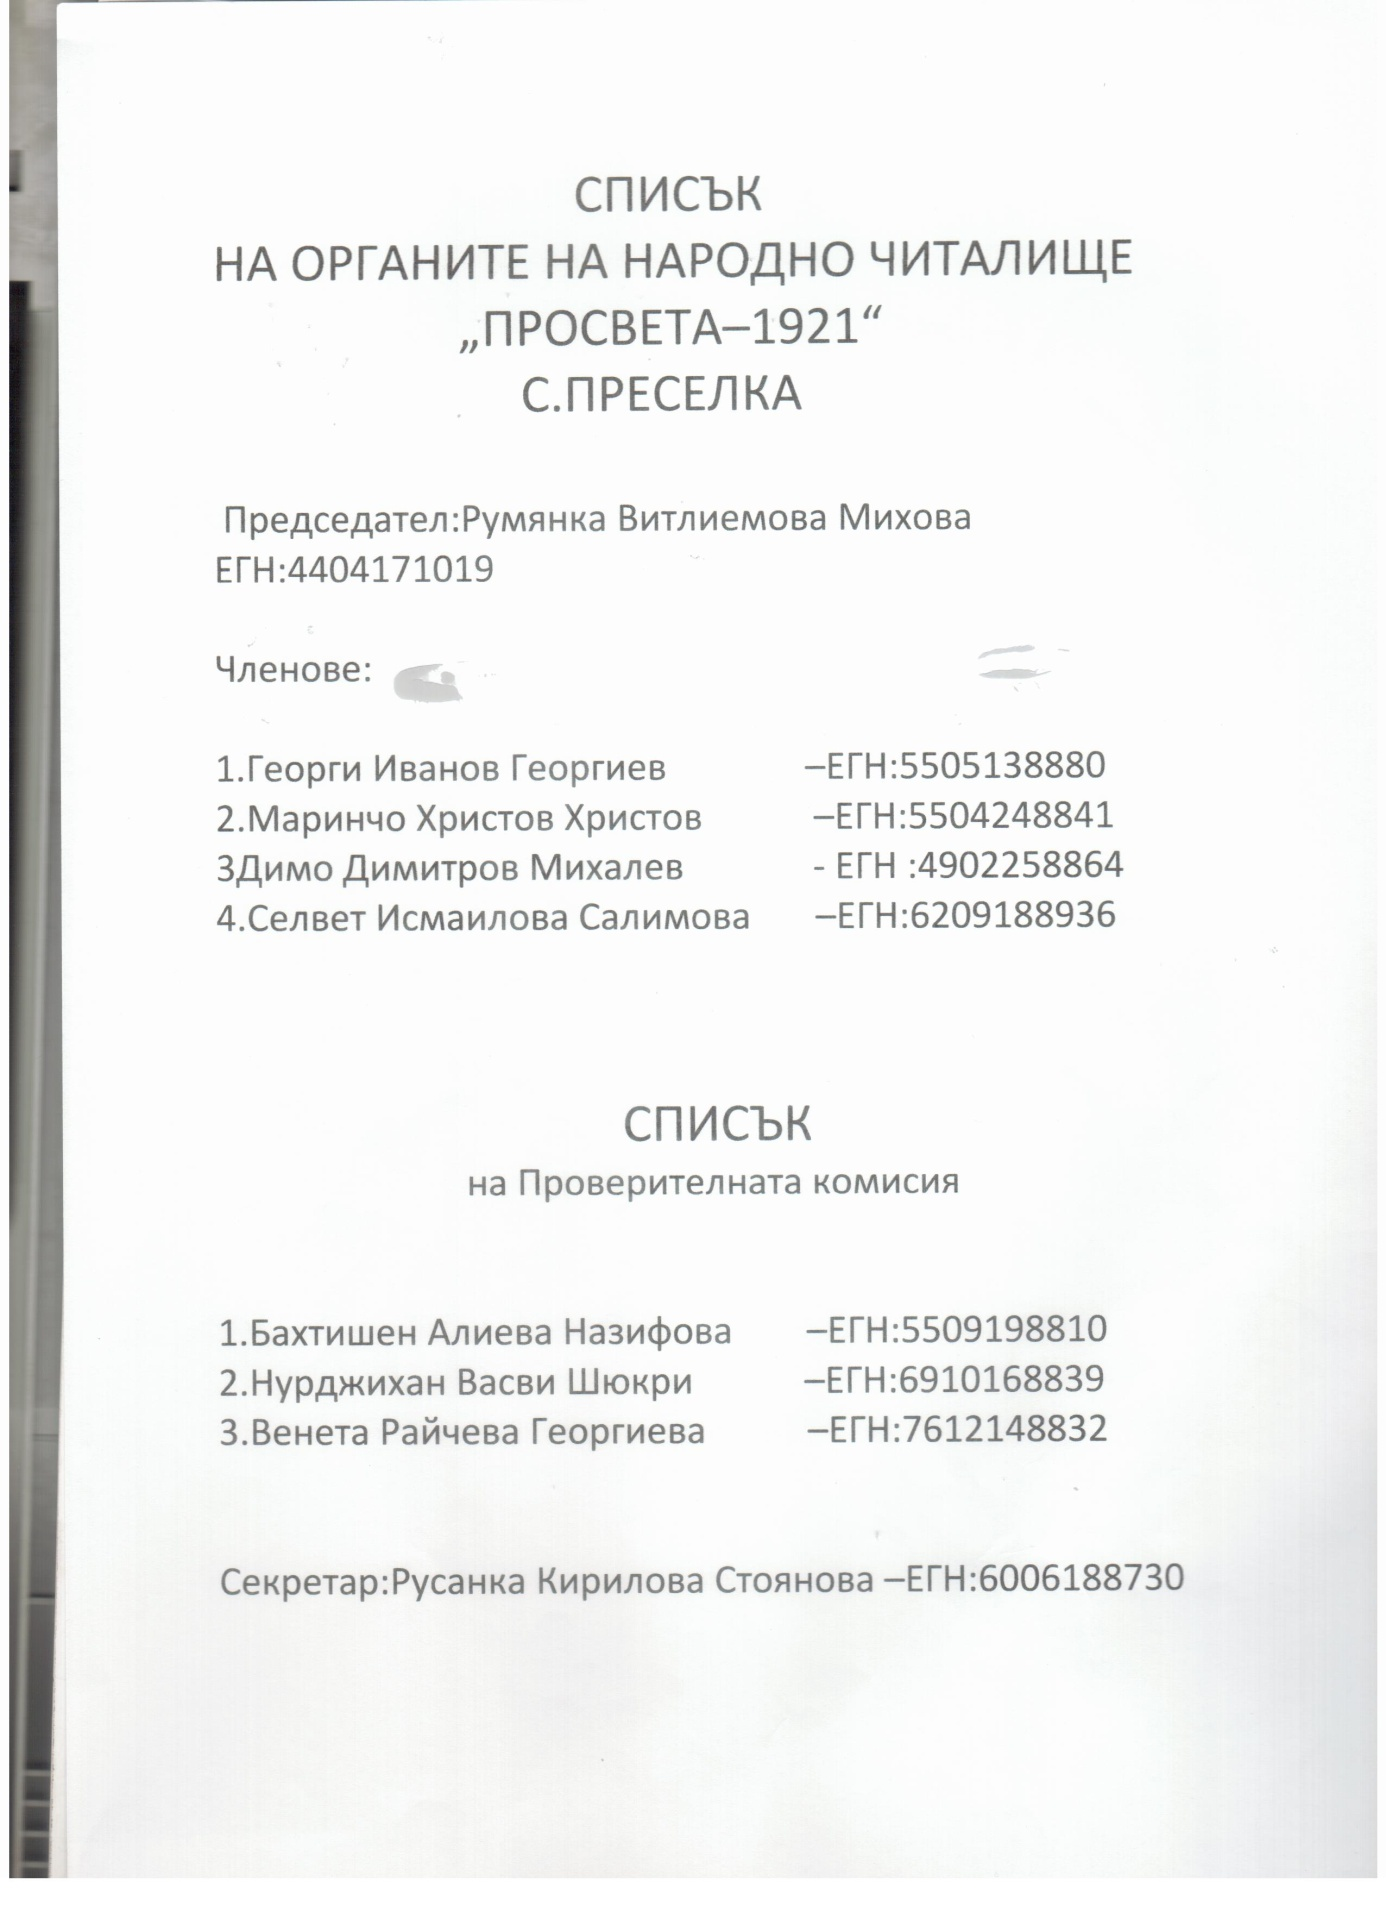 СПИСЪК
НА ОРГАНИТЕ НА НАРОДНО ЧИТАЛИЩЕ
„ПРОСВЕТА–1921“
С.ПРЕСЕЛКА
Председател:Румянка Витлиемова Михова
ЕГН:4404171019
Членове:
1.Георги Иванов Георгиев –ЕГН:5505138880
2.Маринчо Христов Христов –ЕГН:5504248841
3Димо Димитров Михалев - ЕГН :4902258864
4.Селвет Исмаилова Салимова –ЕГН:6209188936
СПИСЪК
на Проверителната комисия
1.Бахтишен Алиева Назифова –ЕГН:5509198810
2.Нурджихан Васви Шюкри –ЕГН:6910168839
3.Венета Райчева Георгиева –ЕГН:7612148832
Секретар:Русанка Кирилова Стоянова –ЕГН:6006188730